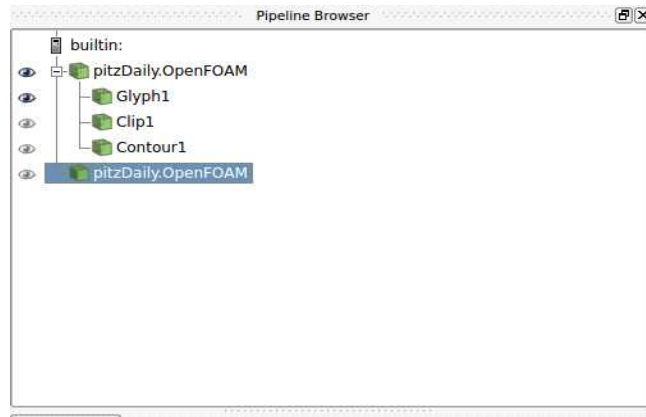 Pipeline Browser
builtin:
pitzDaily.OpenFOAM
Glyph1
Clip1
Contour1
pitzDaily.OpenFOAM